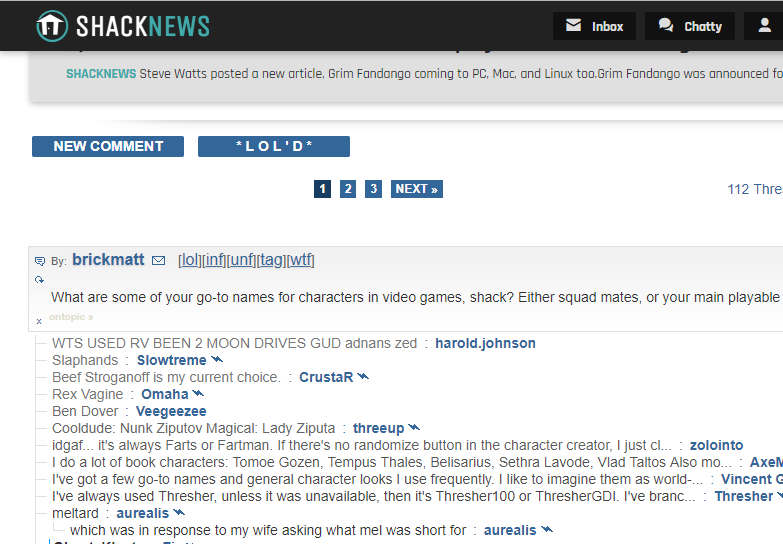 SHACKNEWS
Inbox
Chatty
SHACKNEWS Steve Watts posted a new article, Grim Fandango coming to PC, Mac, and Linux too.Grim Fandango was announced fo
NEW COMMENT
* L O L ' D *
1 2 3 NEXT »
112 Thre
By: brickmatt [lol][inf][unf][tag][wtf]
What are some of your go-to names for characters in video games, shack? Either squad mates, or your main playable
x ontopic »
WTS USED RV BEEN 2 MOON DRIVES GUD adnans zed : harold.johnson
Slaphands : Slowtreme
Beef Stroganoff is my current choice. : CrustaR
Rex Vagine : Omaha
Ben Dover : Veegeezee
Cooldude: Nunk Ziputov Magical: Lady Ziputa : threeup
idgaf... it's always Farts or Fartman. If there's no randomize button in the character creator, I just cl... : zolointo
I do a lot of book characters: Tomoe Gozen, Tempus Thales, Belisarius, Sethra Lavode, Vlad Taltos Also mo... : AxeM
I've got a few go-to names and general character looks I use frequently. I like to imagine them as world-... : Vincent G
I've always used Thresher, unless it was unavailable, then it's Thresher100 or ThresherGDI. I've branc... : Thresher
meltard : aurealis
which was in response to my wife asking what mel was short for : aurealis